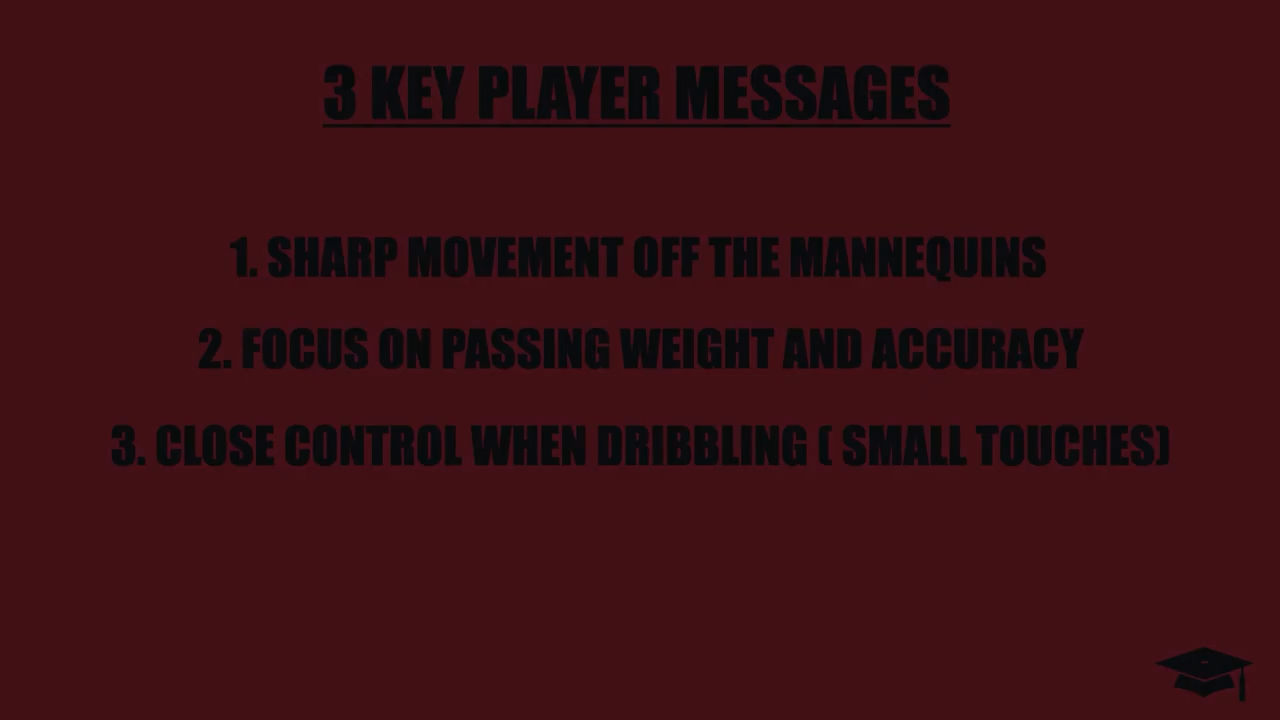 3 KEY PLAYER MESSAGES
1. SHARP MOVEMENT OFF THE MANNEQUINS
2. FOCUS ON PASSING WEIGHT AND ACCURACY
3. CLOSE CONTROL WHEN DRIBBLING ( SMALL TOUCHES)